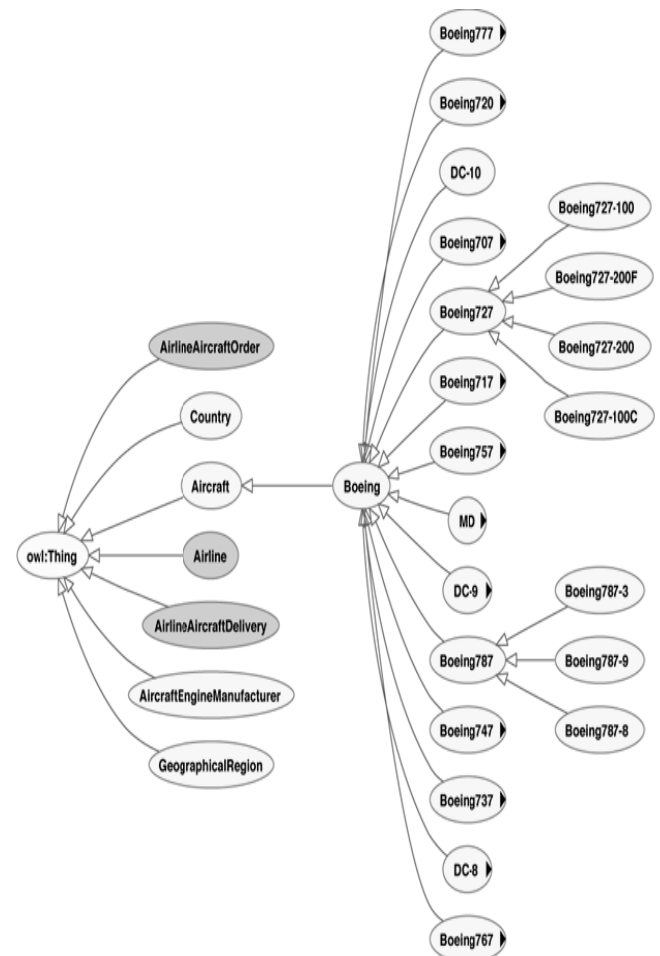 Boeing777
Boeing720
DC-10
Boeing707
Boeing727-100
Boeing727-200F
Boeing727
Boeing727-200
Boeing727-100C
AirlineAircraftOrder
Boeing717
Country
Boeing757
Aircraft
Boeing
MD
owl:Thing
Airline
DC-9
Boeing787-3
AirlineAircraftDelivery
Boeing787
Boeing787-9
AircraftEngineManufacturer
Boeing747
Boeing787-8
GeographicalRegion
Boeing737
DC-8
Boeing767